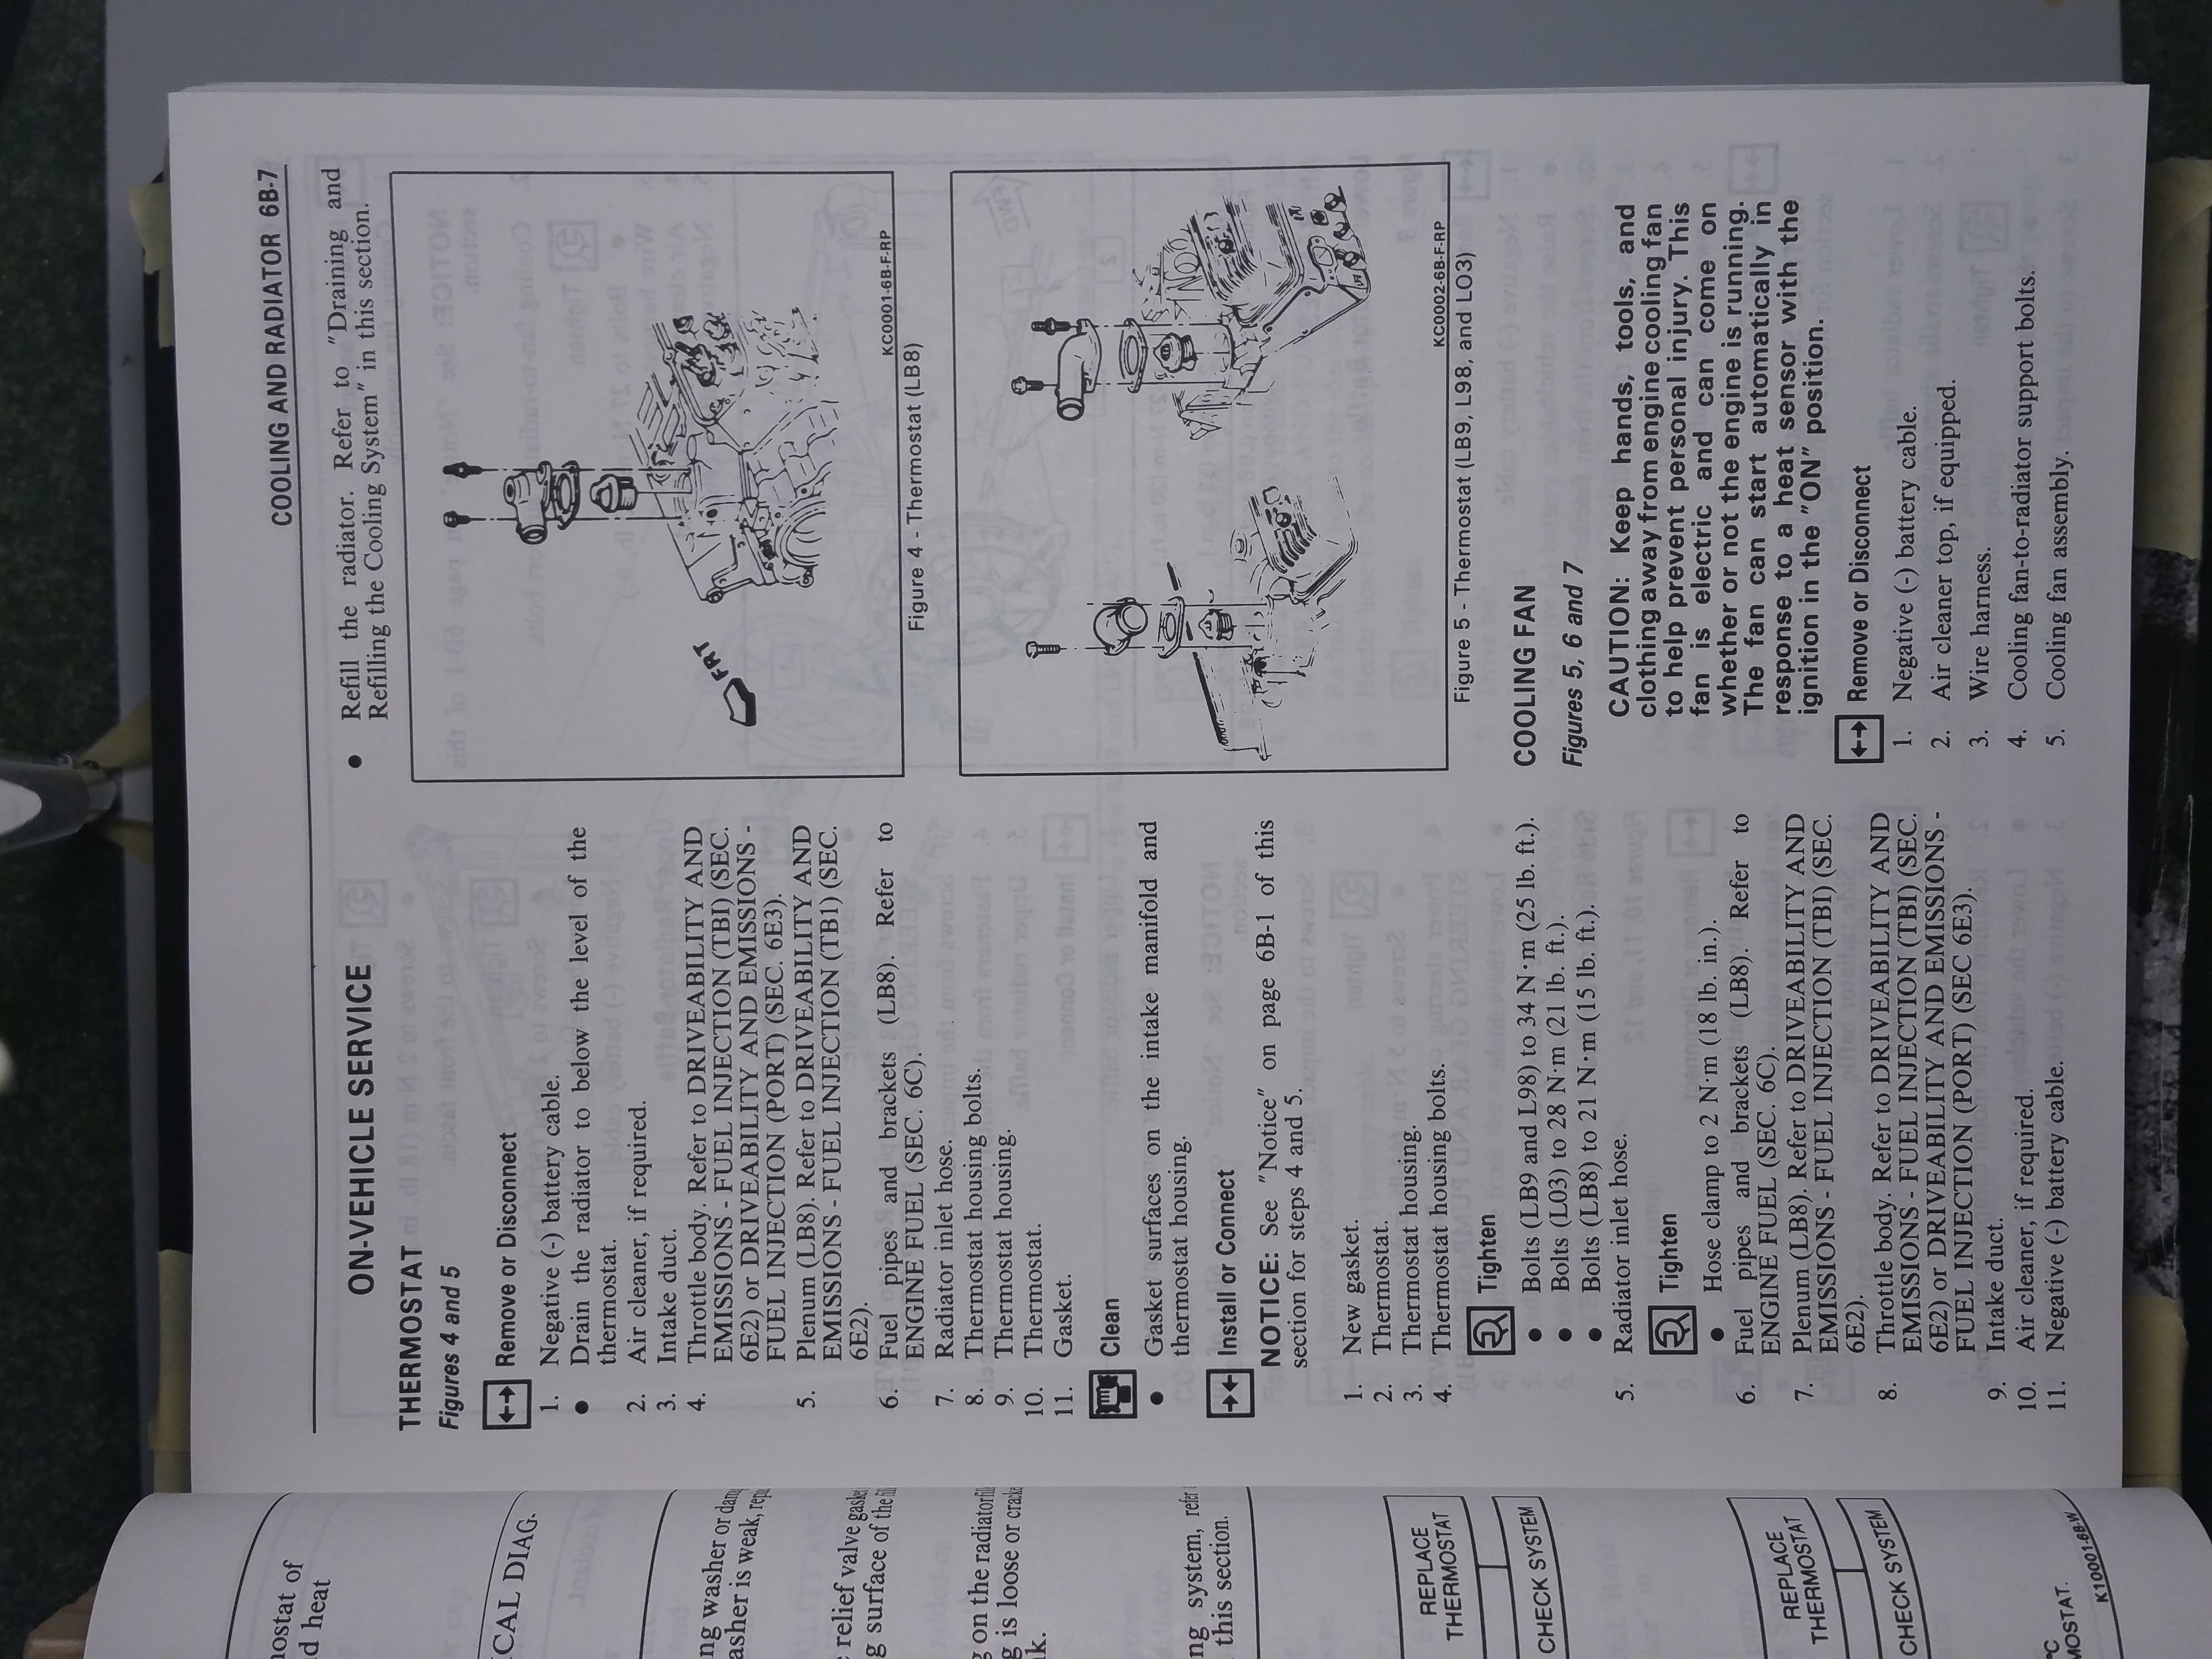 COOLING AND RADIATOR 6B-7
ON-VEHICLE SERVICE
THERMOSTAT
Figures 4 and 5
Remove or Disconnect
1. Negative (-) battery cable.
● Drain the radiator to below the level of the
thermostat.
2. Air cleaner, if required.
3. Intake duct.
4. Throttle body. Refer to DRIVEABILITY AND
EMISSIONS - FUEL INJECTION (TBI) (SEC.
6E2) or DRIVEABILITY AND EMISSIONS -
FUEL INJECTION (PORT) (SEC. 6E3).
5. Plenum (LB8). Refer to DRIVEABILITY AND
EMISSIONS - FUEL INJECTION (TB1) (SEC.
6E2).
6. Fuel pipes and brackets (LB8). Refer to
ENGINE FUEL (SEC. 6C).
7. Radiator inlet hose.
8. Thermostat housing bolts.
9. Thermostat housing.
10. Thermostat.
11. Gasket.
Clean
● Gasket surfaces on the intake manifold and
thermostat housing.
Install or Connect
NOTICE: See "Notice" on page 6B-1 of this
section for steps 4 and 5.
1. New gasket.
2. Thermostat.
3. Thermostat housing.
4. Thermostat housing bolts.
Tighten
● Bolts (LB9 and L98) to 34 N·m (25 lb. ft.).
● Bolts (L03) to 28 N·m (21 lb. ft.).
● Bolts (LB8) to 21 N·m (15 lb. ft.).
5. Radiator inlet hose.
Tighten
● Hose clamp to 2 N·m (18 lb. in.).
6. Fuel pipes and brackets (LB8). Refer to
ENGINE FUEL (SEC. 6C).
7. Plenum (LB8). Refer to DRIVEABILITY AND
EMISSIONS - FUEL INJECTION (TBI) (SEC.
6E2).
8. Throttle body. Refer to DRIVEABILITY AND
EMISSIONS - FUEL INJECTION (TBI) (SEC.
6E2) or DRIVEABILITY AND EMISSIONS -
FUEL INJECTION (PORT) (SEC 6E3).
9. Intake duct.
10. Air cleaner, if required.
11. Negative (-) battery cable.
● Refill the radiator. Refer to "Draining and
Refilling the Cooling System" in this section.
FRT
KC0001-6B-F-RP
Figure 4 - Thermostat (LB8)
KC0002-6B-F-RP
Figure 5 - Thermostat (LB9, L98, and LO3)
COOLING FAN
Figures 5, 6 and 7
CAUTION: Keep hands, tools, and
clothing away from engine cooling fan
to help prevent personal injury. This
fan is electric and can come on
whether or not the engine is running.
The fan can start automatically in
response to a heat sensor with the
ignition in the "ON" position.
Remove or Disconnect
1. Negative (-) battery cable.
2. Air cleaner top, if equipped.
3. Wire harness.
4. Cooling fan-to-radiator support bolts.
5. Cooling fan assembly.
of
heat
DIAG.
washer or
is weak,
relief valve
surface of the
on the radiator
is loose or
system, refer
this section.
REPLACE
THERMOSTAT
CHECK SYSTEM
REPLACE
THERMOSTAT
CHECK SYSTEM
K10001-6B-W